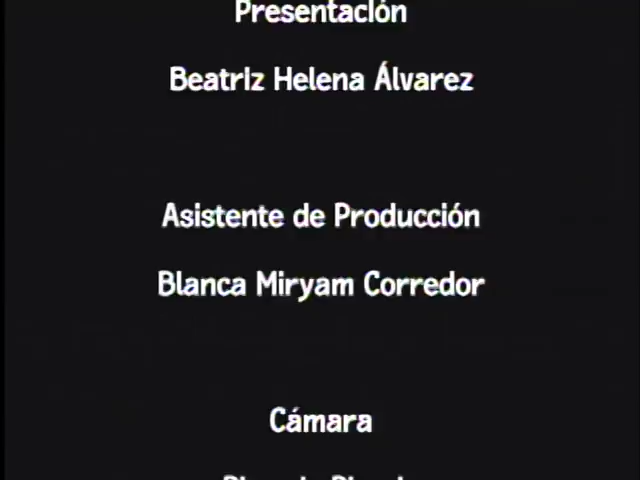 Presentación
Beatriz Helena Álvarez
Asistente de Producción
Blanca Miryam Corredor
Cámara